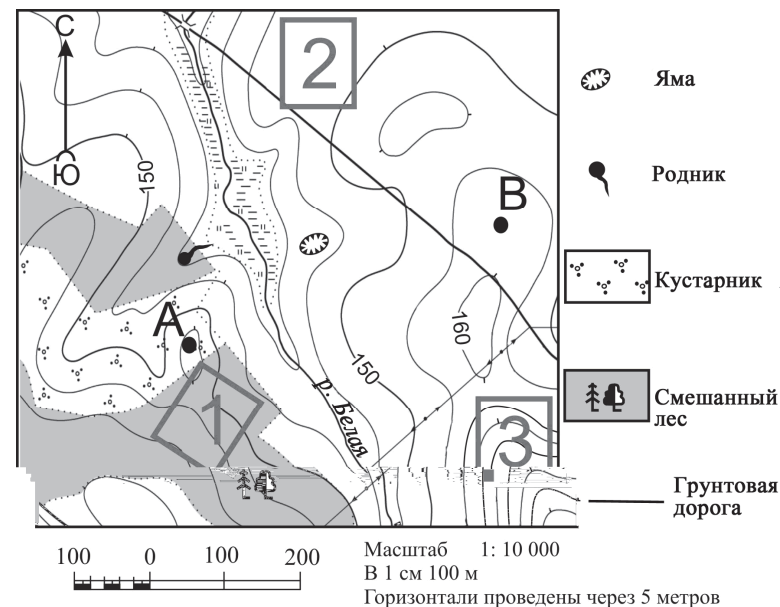 С
2
Яма
Родник
Ю
150
В
Кустарник
А
160
150
р. Белая
1
3
Смешанный
лес
Грунтовая
дорога
100 0 100 200
Масштаб 1: 10 000
В 1 см 100 м
Горизонтали проведены через 5 метров